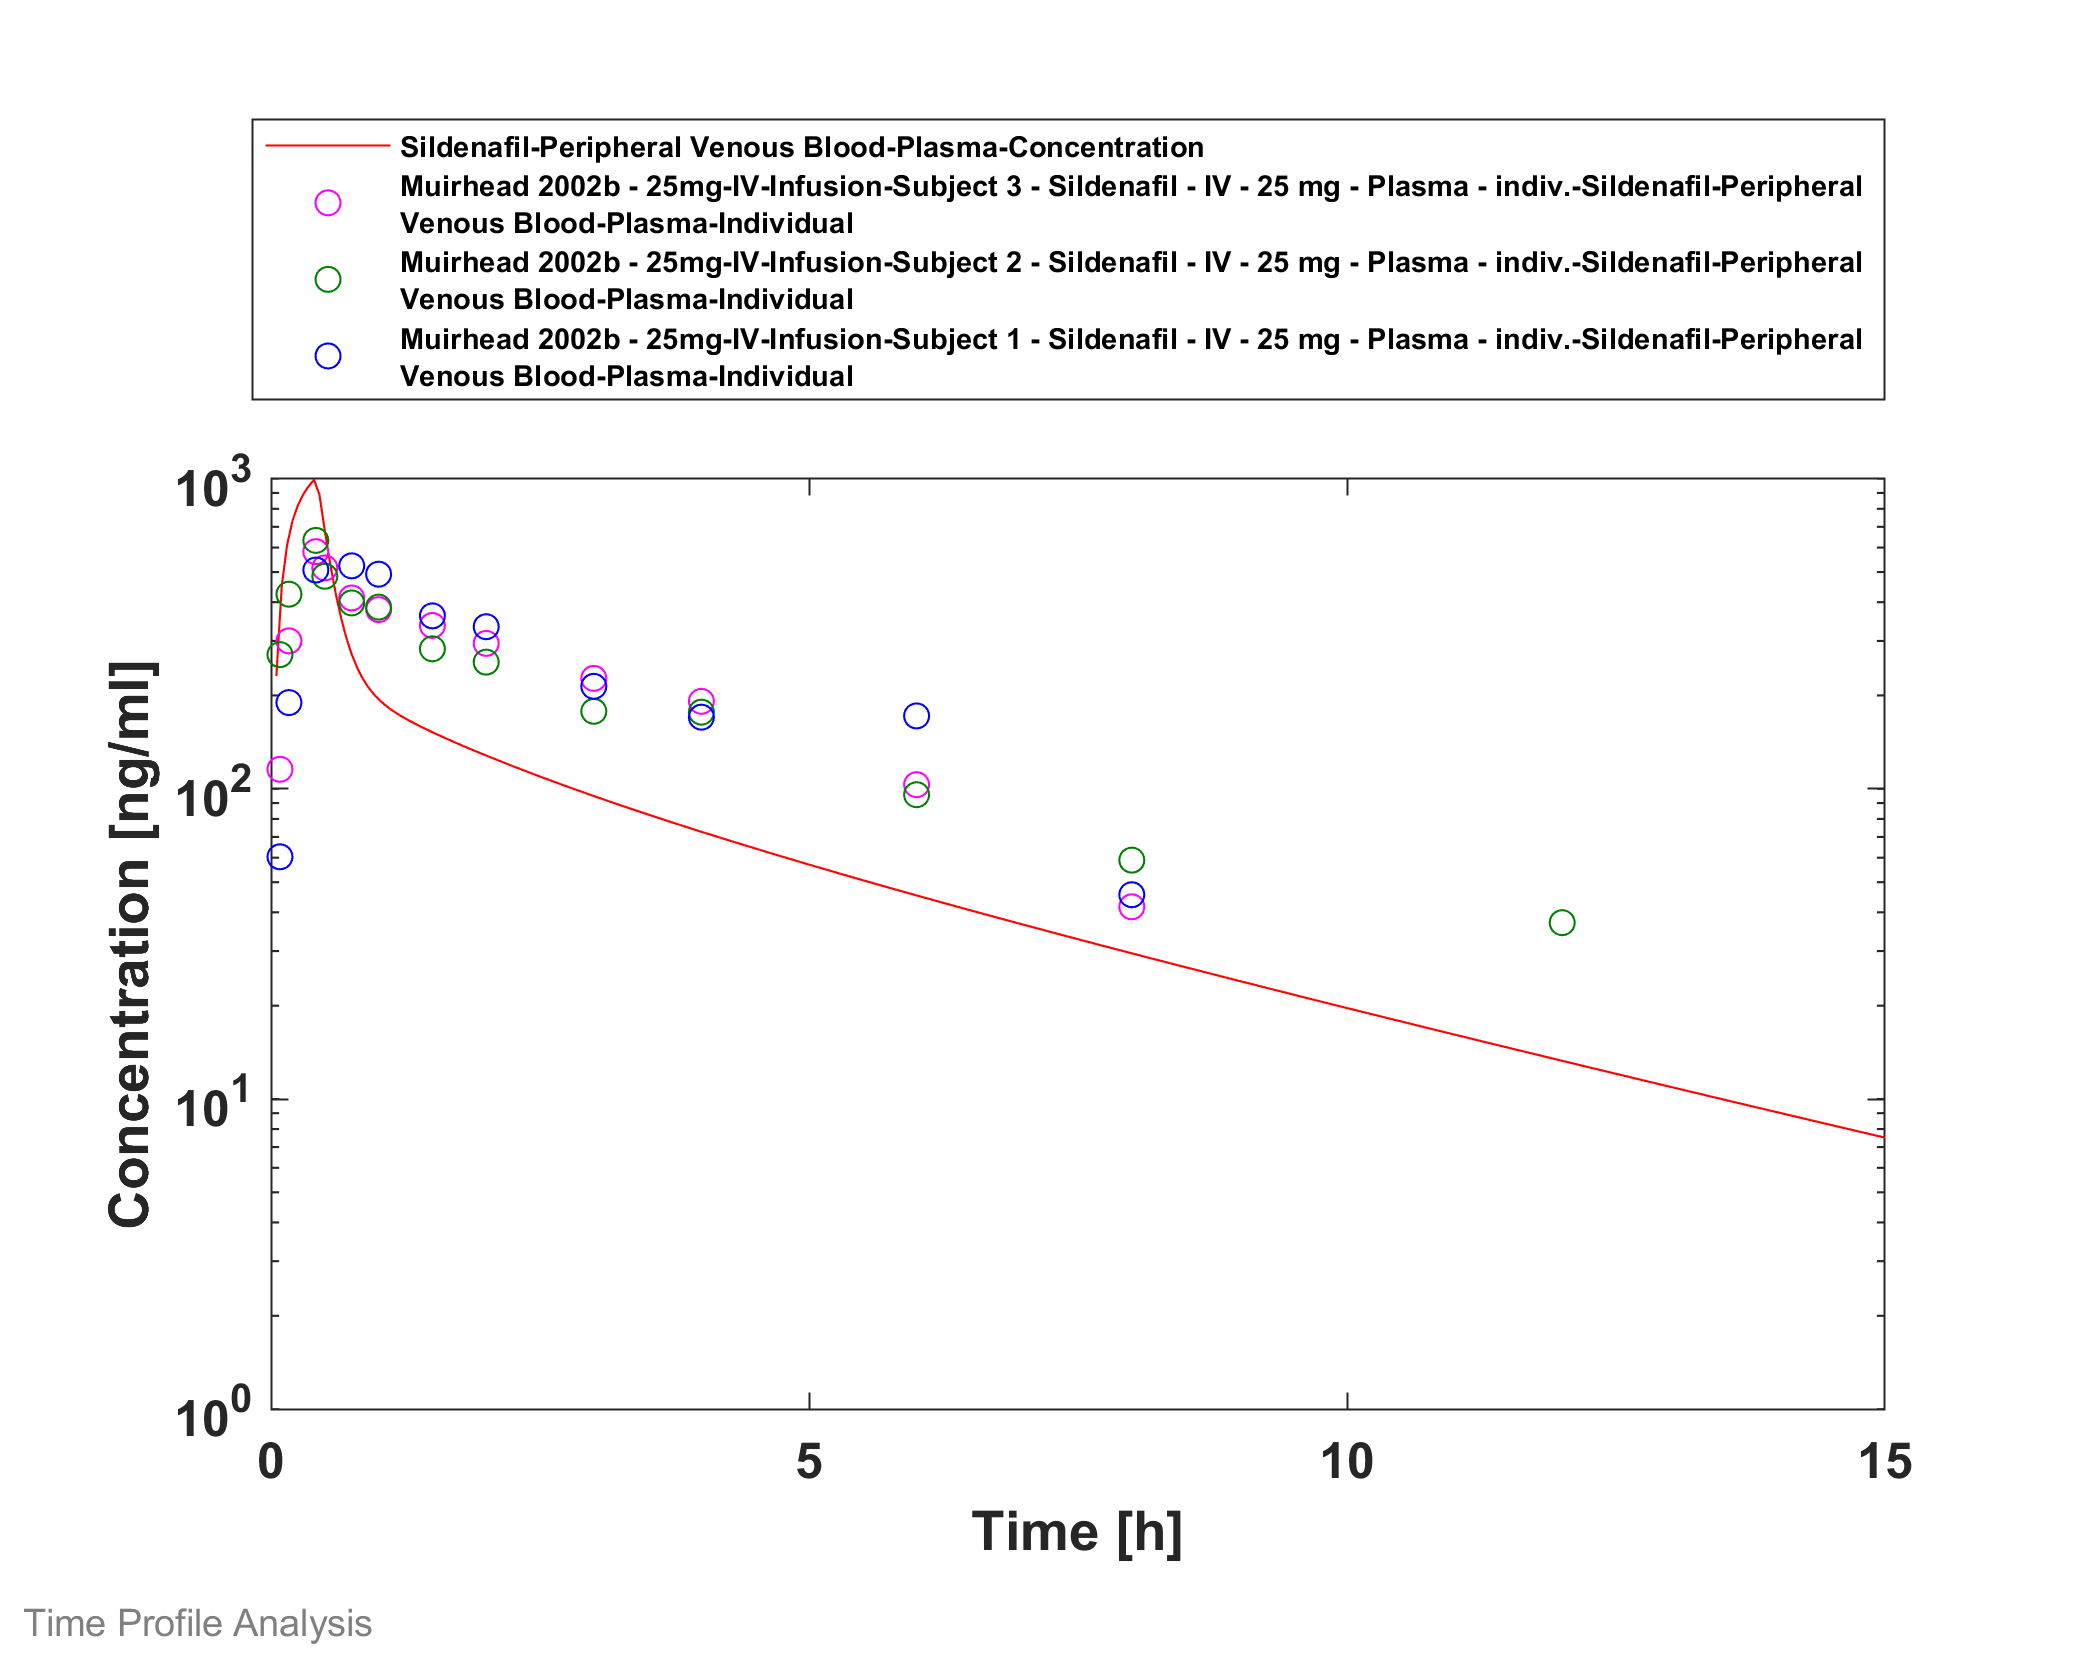 Sildenafil-Peripheral Venous Blood-Plasma-Concentration
Muirhead 2002b - 25mg-IV-Infusion-Subject 3 - Sildenafil - IV - 25 mg - Plasma - indiv.-Sildenafil-Peripheral
Venous Blood-Plasma-Individual
Muirhead 2002b - 25mg-IV-Infusion-Subject 2 - Sildenafil - IV - 25 mg - Plasma - indiv.-Sildenafil-Peripheral
Venous Blood-Plasma-Individual
Muirhead 2002b - 25mg-IV-Infusion-Subject 1 - Sildenafil - IV - 25 mg - Plasma - indiv.-Sildenafil-Peripheral
Venous Blood-Plasma-Individual
10³
10²
10¹
10⁰
Concentration [ng/ml]
0 5 10 15
Time [h]
Time Profile Analysis